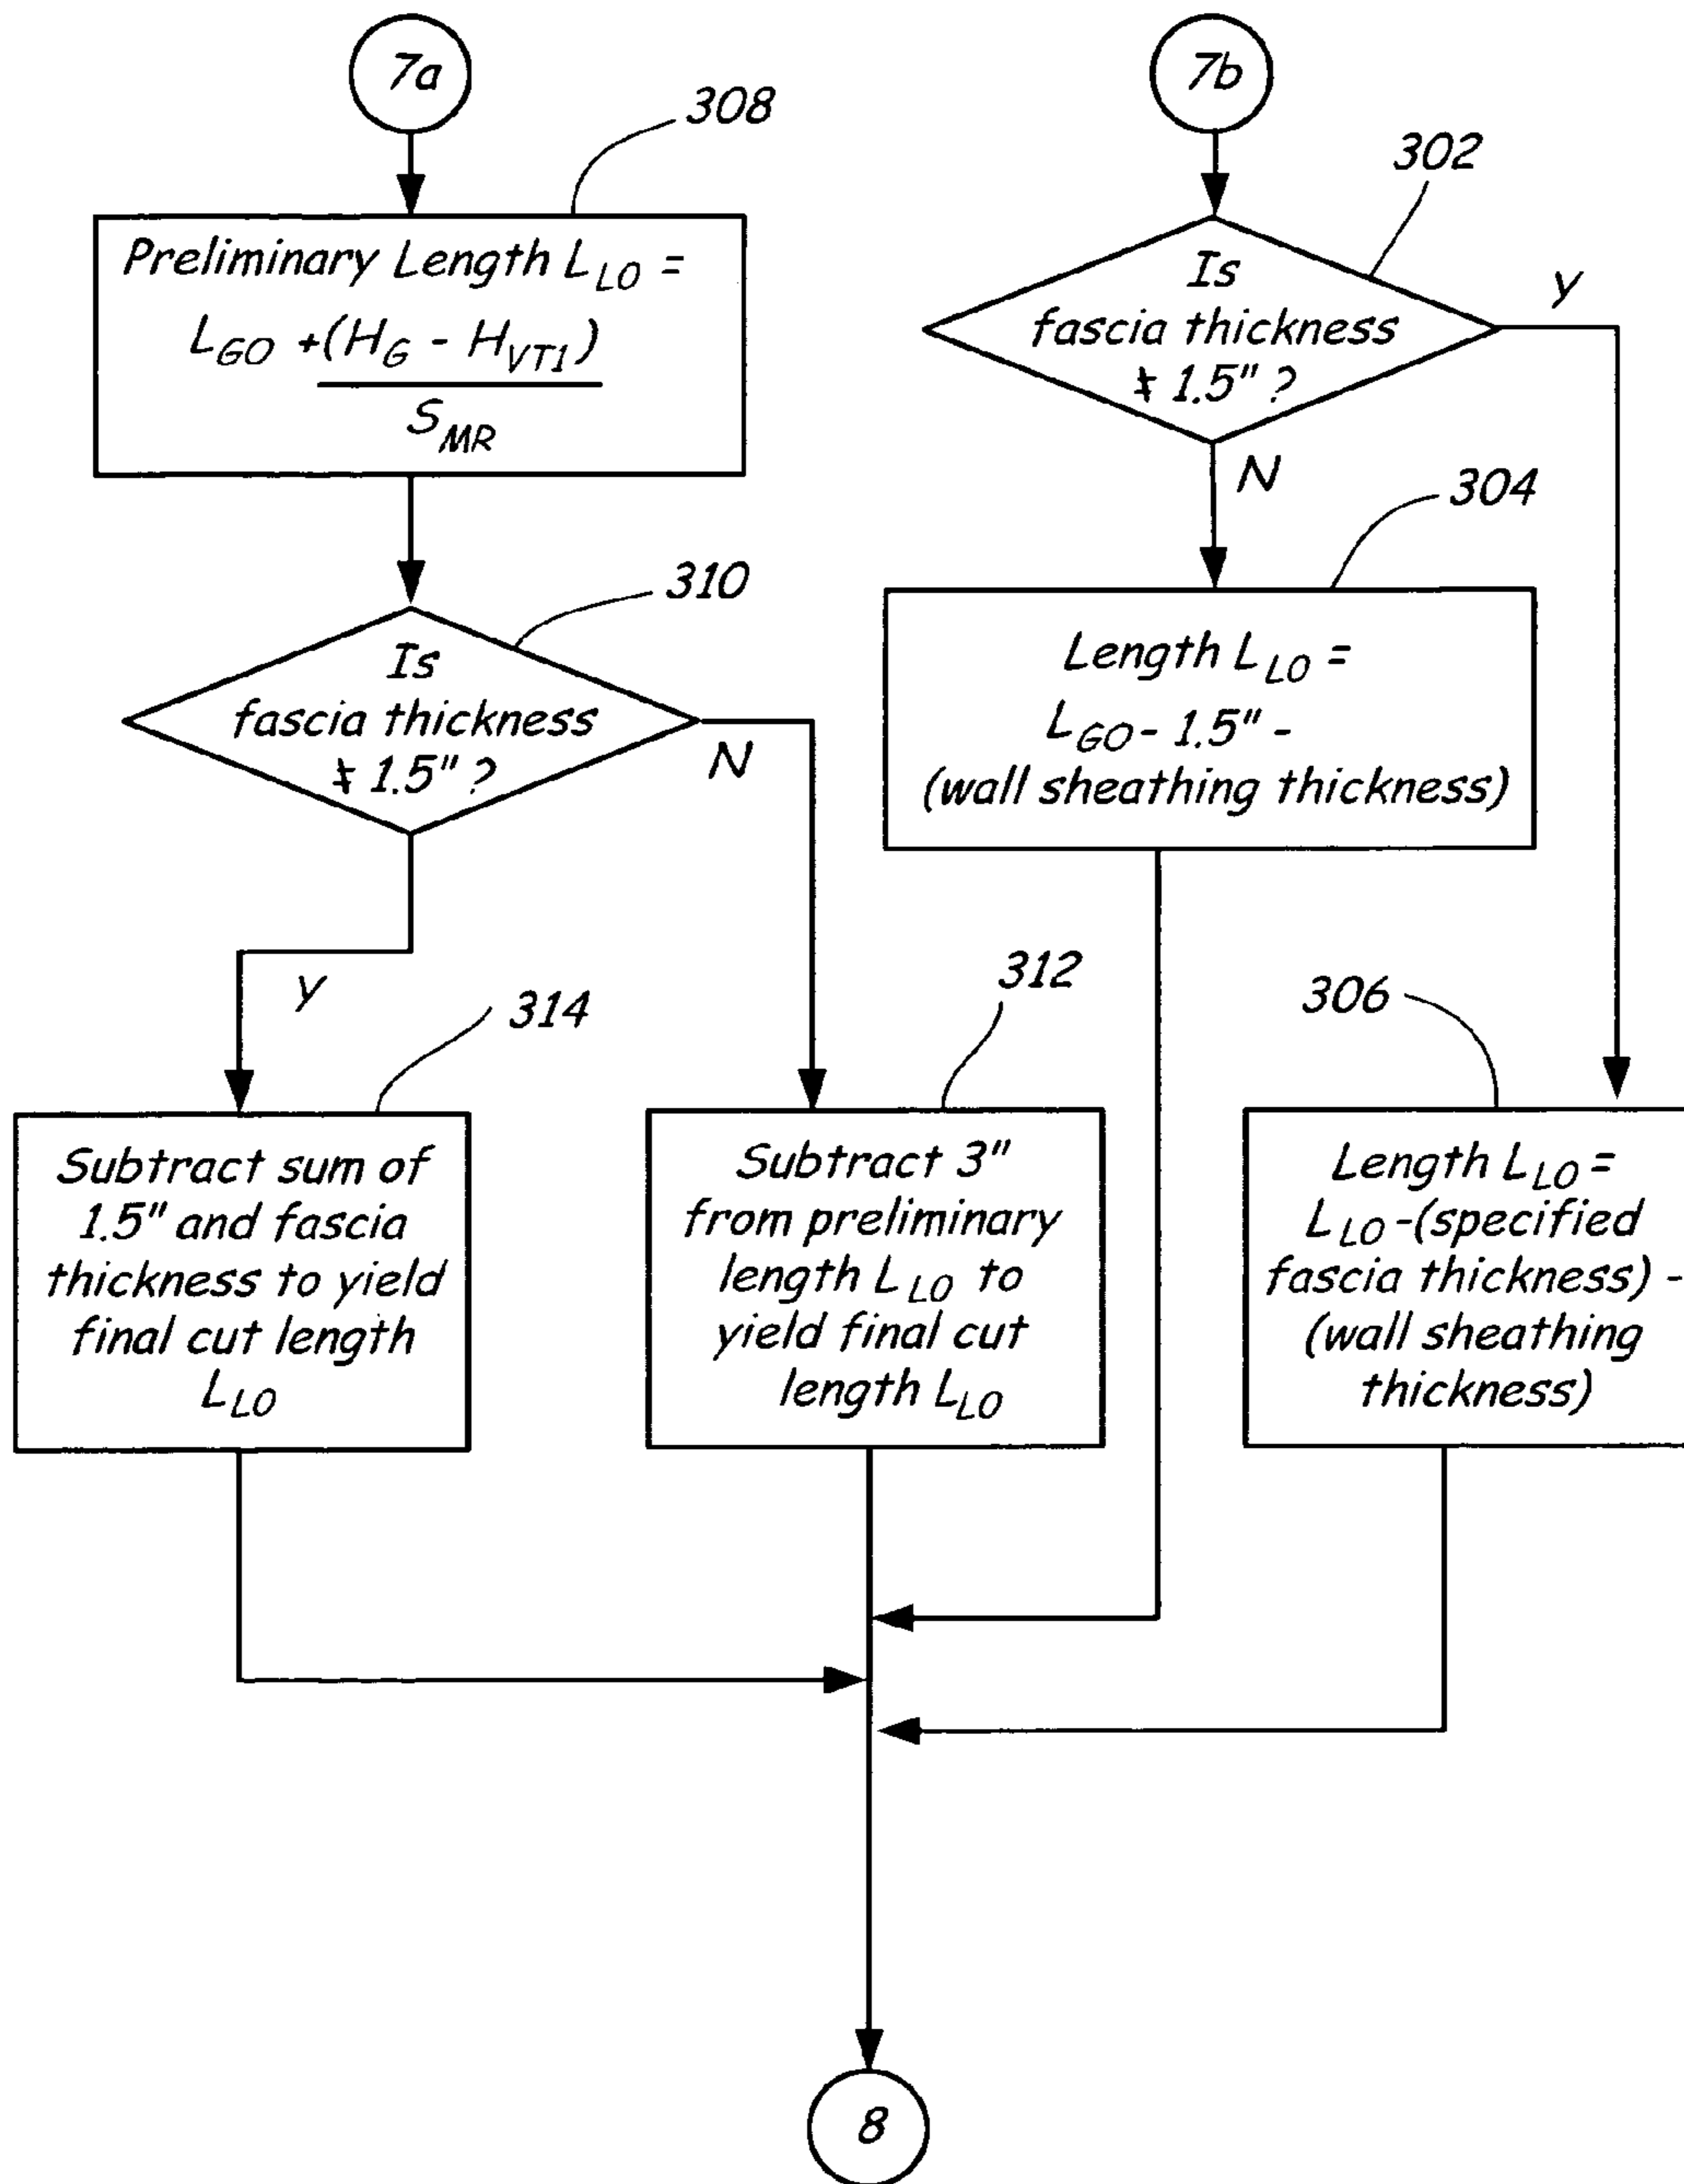 7a
308
Preliminary Length L_LO =
L_GO + (H_G - H_VT1)
S_MR
310
Is
fascia thickness
≠ 1.5" ?
N
Y
314
Subtract sum of
1.5" and fascia
thickness to yield
final cut length
L_LO
312
Subtract 3"
from preliminary
length L_LO to
yield final cut
length L_LO
7b
302
Is
fascia thickness
≠ 1.5" ?
Y
N
304
Length L_LO =
L_GO - 1.5" -
(wall sheathing thickness)
306
Length L_LO =
L_LO -(specified
fascia thickness) -
(wall sheathing
thickness)
8